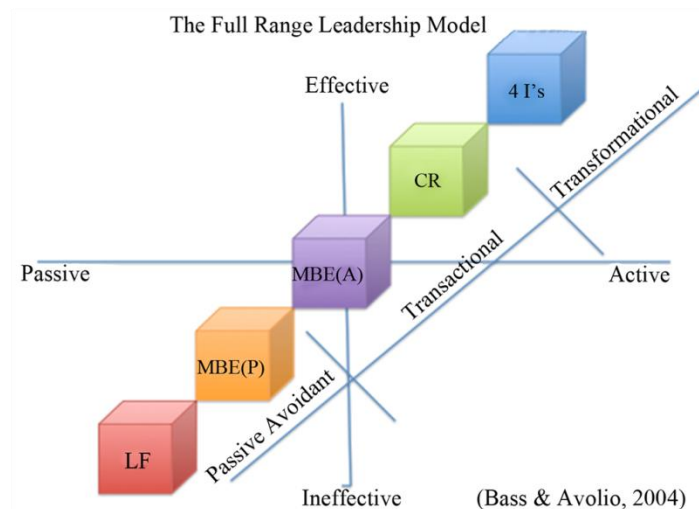 The Full Range Leadership Model
4 I's
Effective
CR
Transformational
MBE(A)
Passive
Active
Transactional
MBE(P)
Passive Avoidant
LF
Ineffective
(Bass & Avolio, 2004)